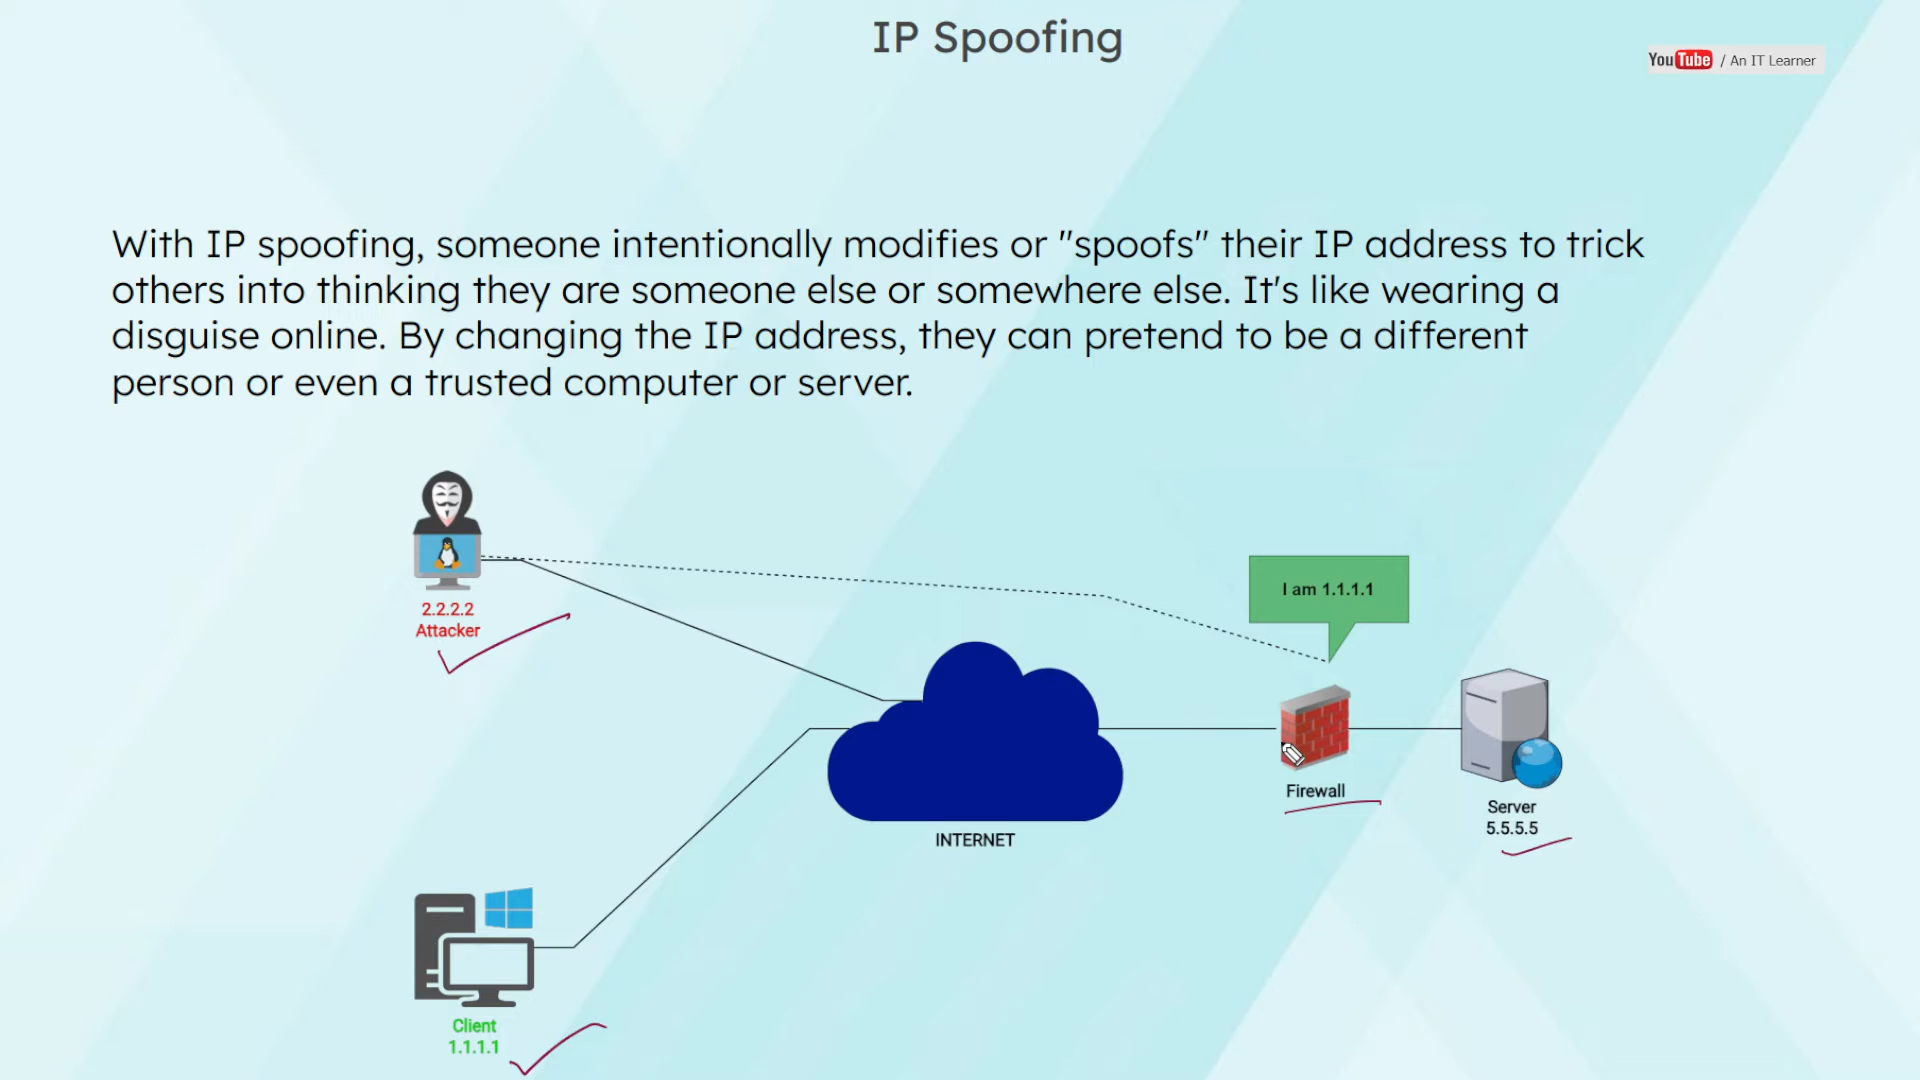 IP Spoofing
YouTube / An IT Learner
With IP spoofing, someone intentionally modifies or "spoofs" their IP address to trick
others into thinking they are someone else or somewhere else. It's like wearing a
disguise online. By changing the IP address, they can pretend to be a different
person or even a trusted computer or server.
I am 1.1.1.1
2.2.2.2
Attacker
Firewall
Server
5.5.5.5
INTERNET
Client
1.1.1.1